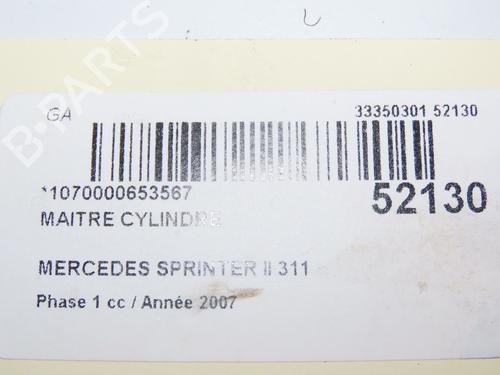 GA
33350301 52130
*1070000653567
52130
MAITRE CYLINDRE
MERCEDES SPRINTER II 311
Phase 1 cc / Année 2007
B-PARTS